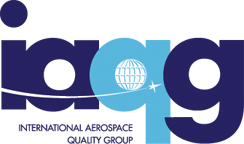 iaqg
INTERNATIONAL AEROSPACE
QUALITY GROUP